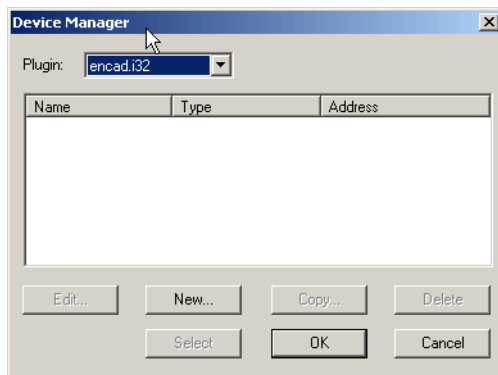 Device Manager
Plugin: encad.i32
Name Type Address
Edit... New... Copy... Delete
Select OK Cancel